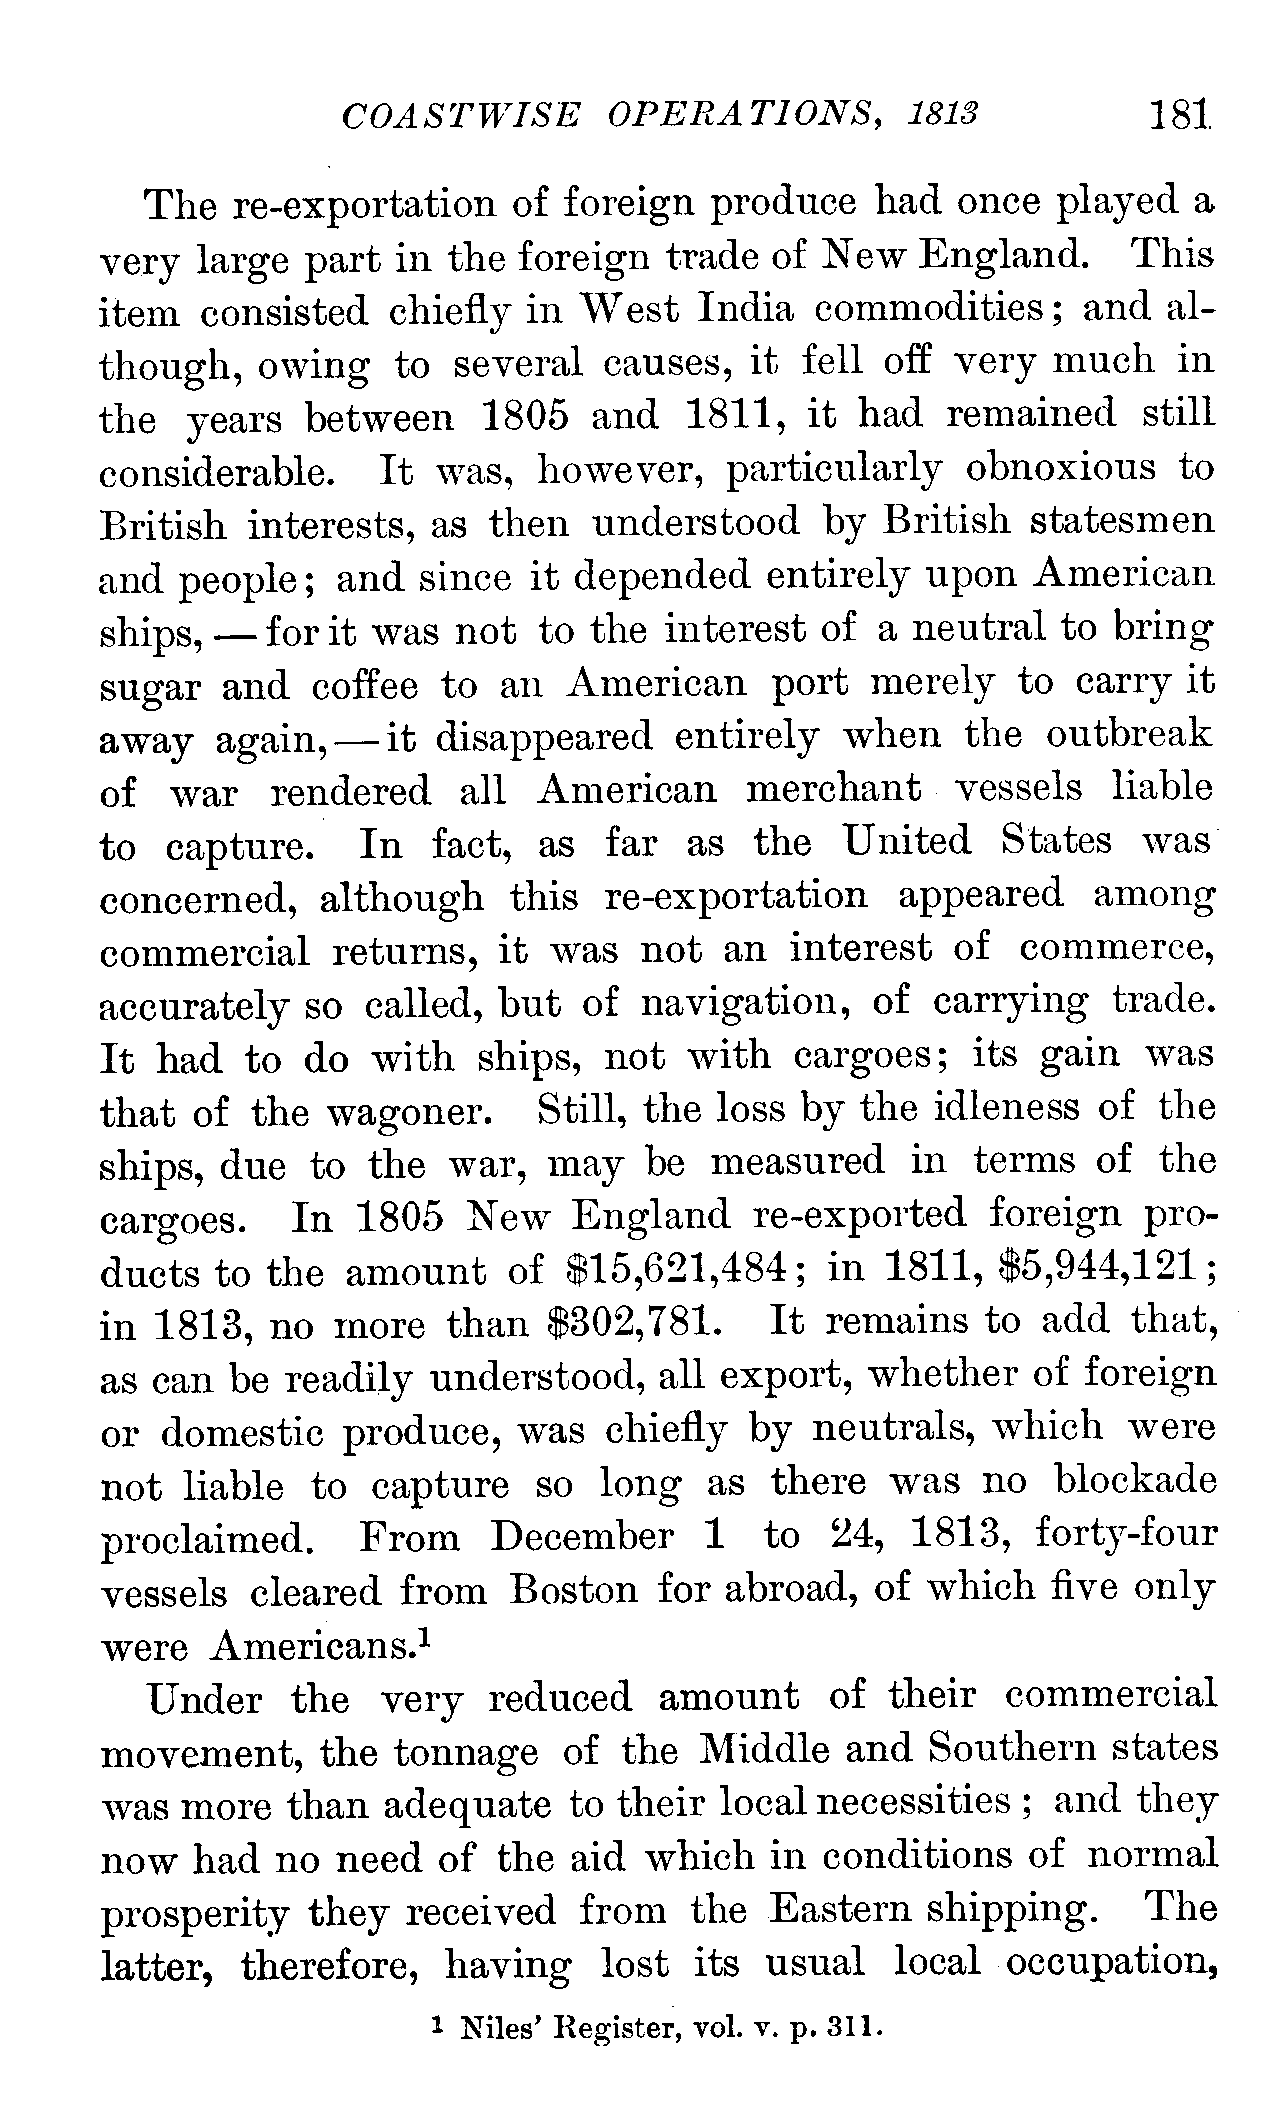 COASTWISE OPERATIONS, 1813 181
The re-exportation of foreign produce had once played a
very large part in the foreign trade of New England. This
item consisted chiefly in West India commodities; and al-
though, owing to several causes, it fell off very much in
the years between 1805 and 1811, it had remained still
considerable. It was, however, particularly obnoxious to
British interests, as then understood by British statesmen
and people; and since it depended entirely upon American
ships, — for it was not to the interest of a neutral to bring
sugar and coffee to an American port merely to carry it
away again, — it disappeared entirely when the outbreak
of war rendered all American merchant vessels liable
to capture. In fact, as far as the United States was
concerned, although this re-exportation appeared among
commercial returns, it was not an interest of commerce,
accurately so called, but of navigation, of carrying trade.
It had to do with ships, not with cargoes; its gain was
that of the wagoner. Still, the loss by the idleness of the
ships, due to the war, may be measured in terms of the
cargoes. In 1805 New England re-exported foreign pro-
ducts to the amount of $15,621,484; in 1811, $5,944,121;
in 1813, no more than $302,781. It remains to add that,
as can be readily understood, all export, whether of foreign
or domestic produce, was chiefly by neutrals, which were
not liable to capture so long as there was no blockade
proclaimed. From December 1 to 24, 1813, forty-four
vessels cleared from Boston for abroad, of which five only
were Americans.¹
Under the very reduced amount of their commercial
movement, the tonnage of the Middle and Southern states
was more than adequate to their local necessities; and they
now had no need of the aid which in conditions of normal
prosperity they received from the Eastern shipping. The
latter, therefore, having lost its usual local occupation,
¹ Niles' Register, vol. v. p. 311.